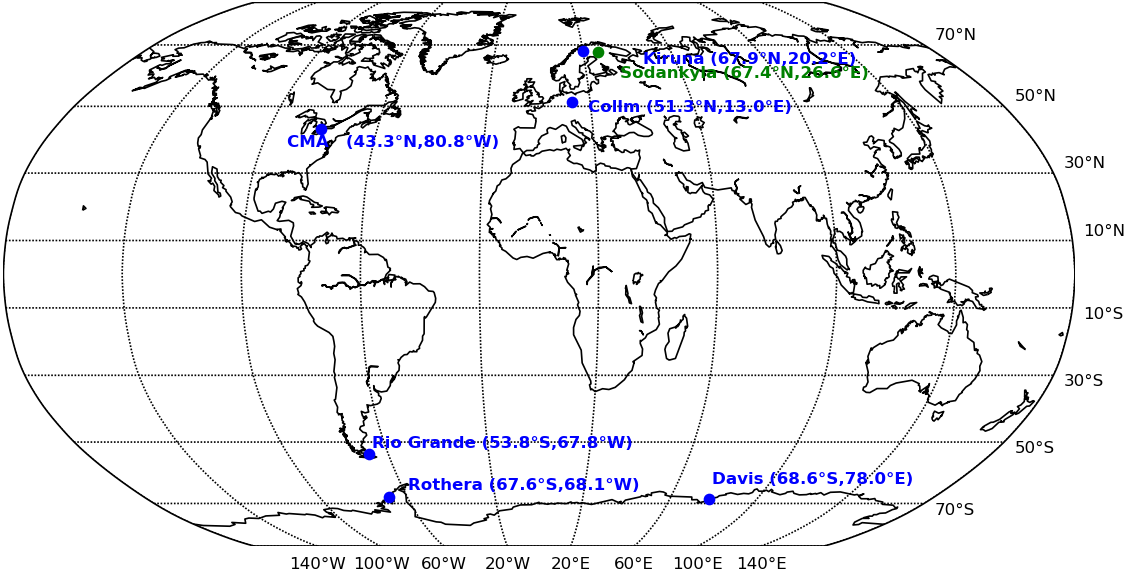 70°N
Kiruna (67.9°N,20.2°E)
Sodankyla (67.4°N,26.6°E)
50°N
Collm (51.3°N,13.0°E)
CMA (43.3°N,80.8°W)
30°N
10°N
10°S
30°S
Rio Grande (53.8°S,67.8°W)
50°S
Davis (68.6°S,78.0°E)
Rothera (67.6°S,68.1°W)
70°S
140°W 100°W 60°W 20°W 20°E 60°E 100°E 140°E